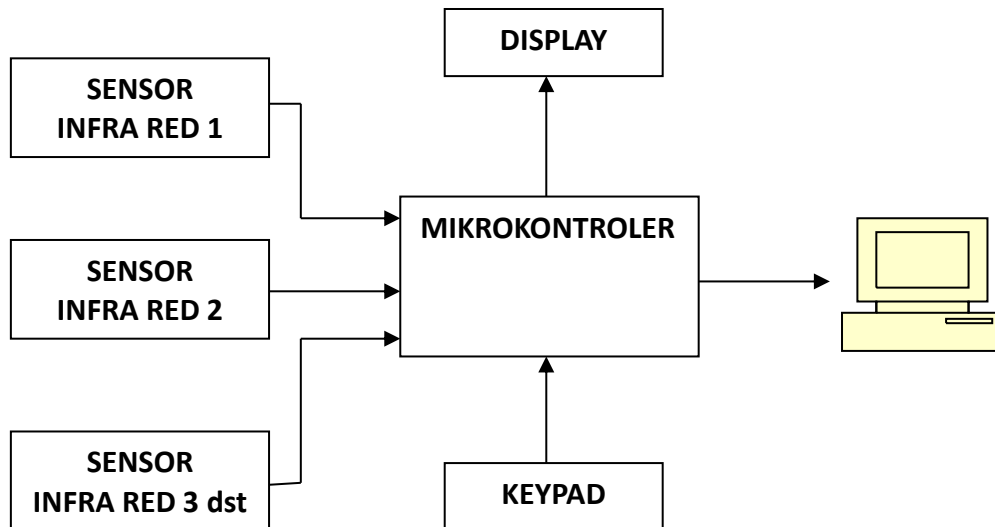 DISPLAY
SENSOR
INFRA RED 1
MIKROKONTROLER
SENSOR
INFRA RED 2
SENSOR
INFRA RED 3 dst
KEYPAD